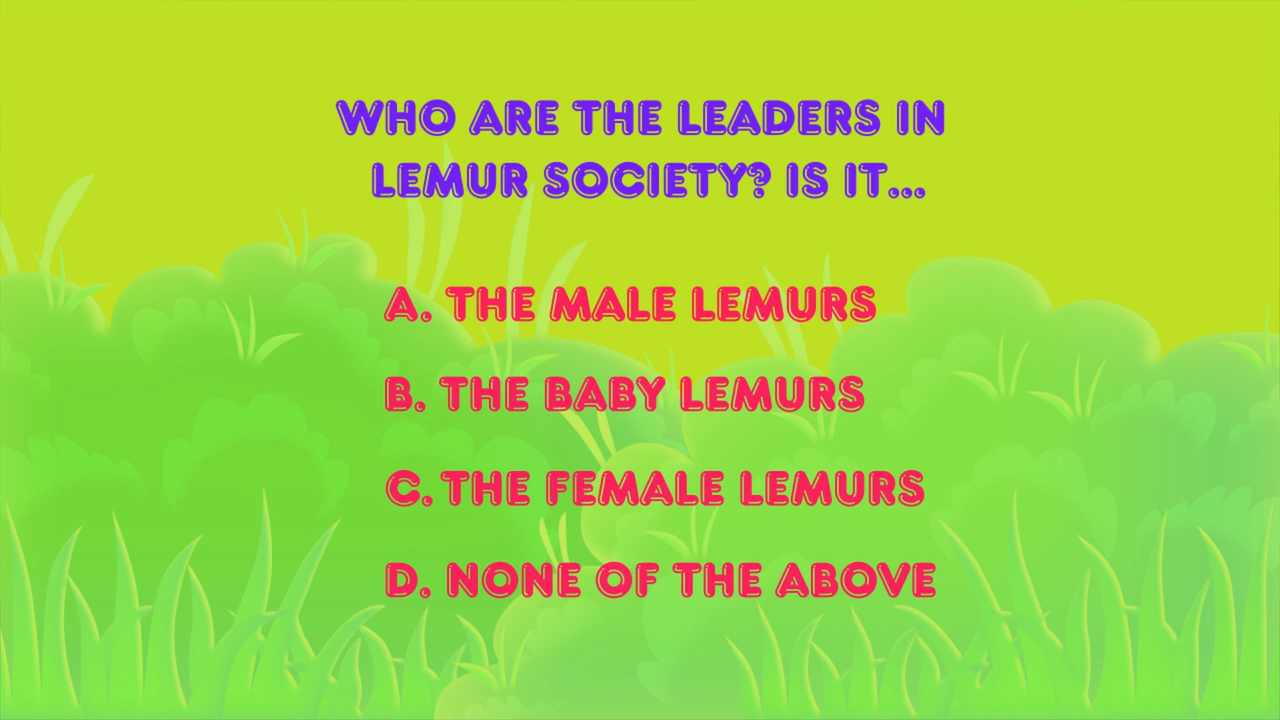 WHO ARE THE LEADERS IN
LEMUR SOCIETY? IS IT...
A. THE MALE LEMURS
B. THE BABY LEMURS
C. THE FEMALE LEMURS
D. NONE OF THE ABOVE